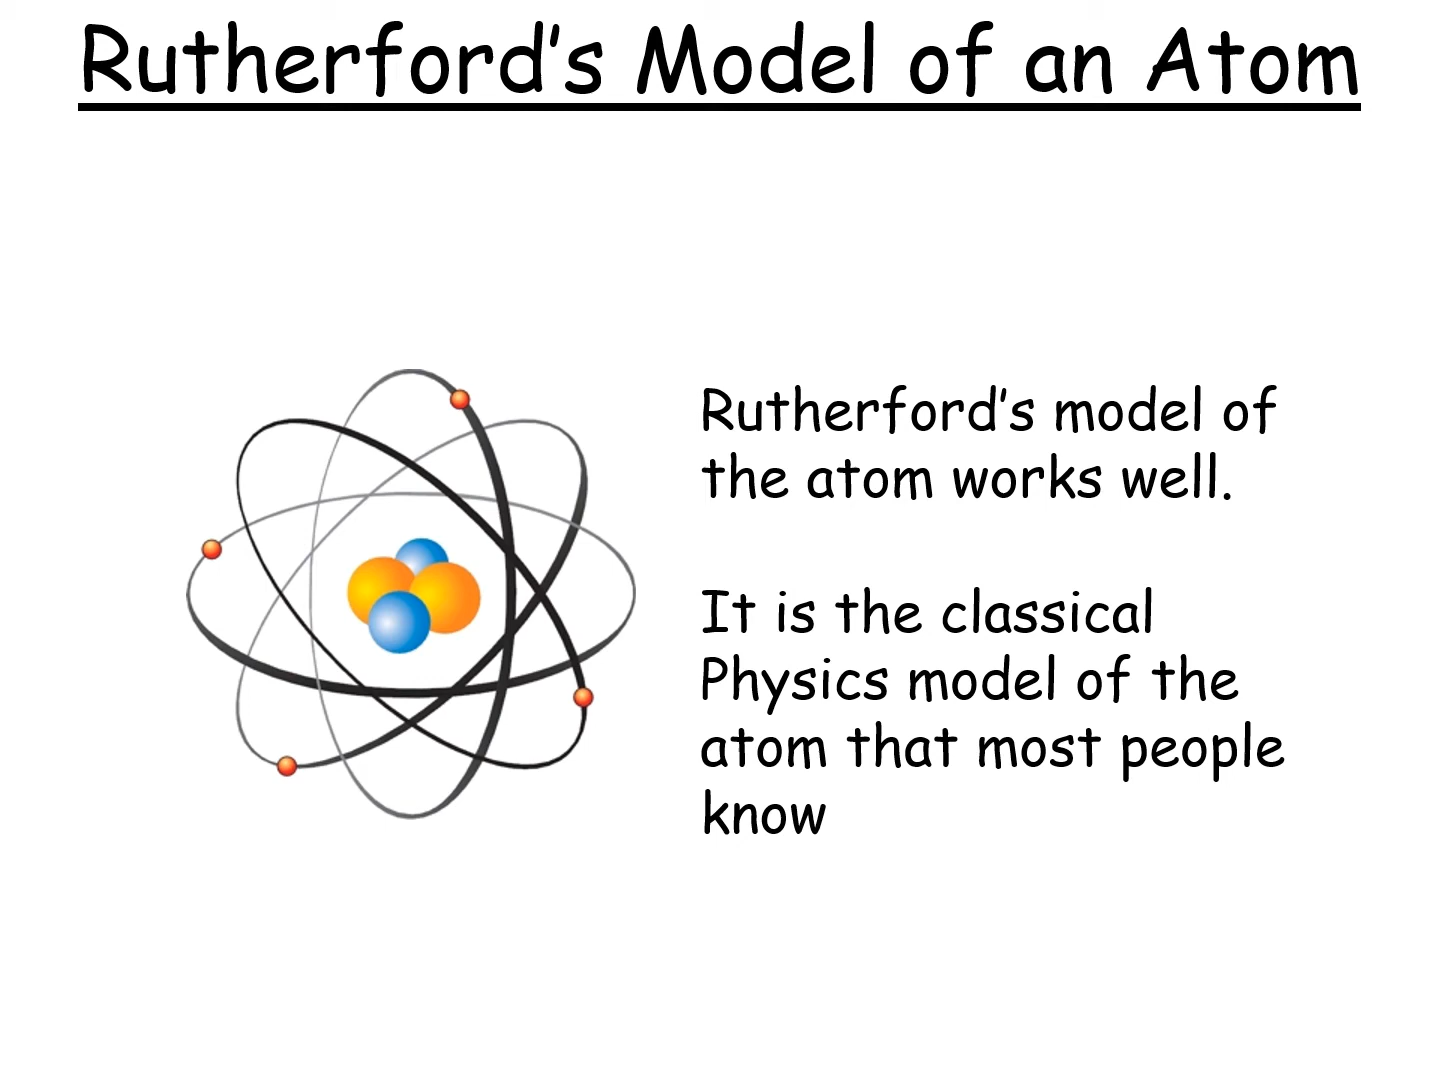 Rutherford’s Model of an Atom
Rutherford’s model of
the atom works well.
It is the classical
Physics model of the
atom that most people
know